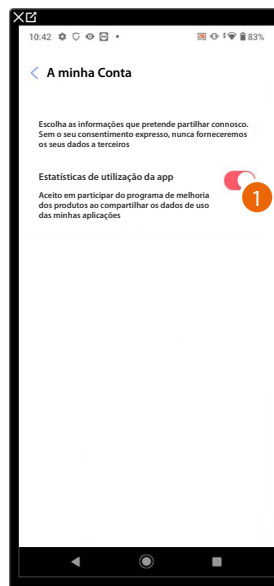 10:42 83%
A minha Conta
Escolha as informações que pretende partilhar connosco.
Sem o seu consentimento expresso, nunca forneceremos
os seus dados a terceiros
Estatísticas de utilização da app
1
Aceito em participar do programa de melhoria
dos produtos ao compartilhar os dados de uso
das minhas aplicações